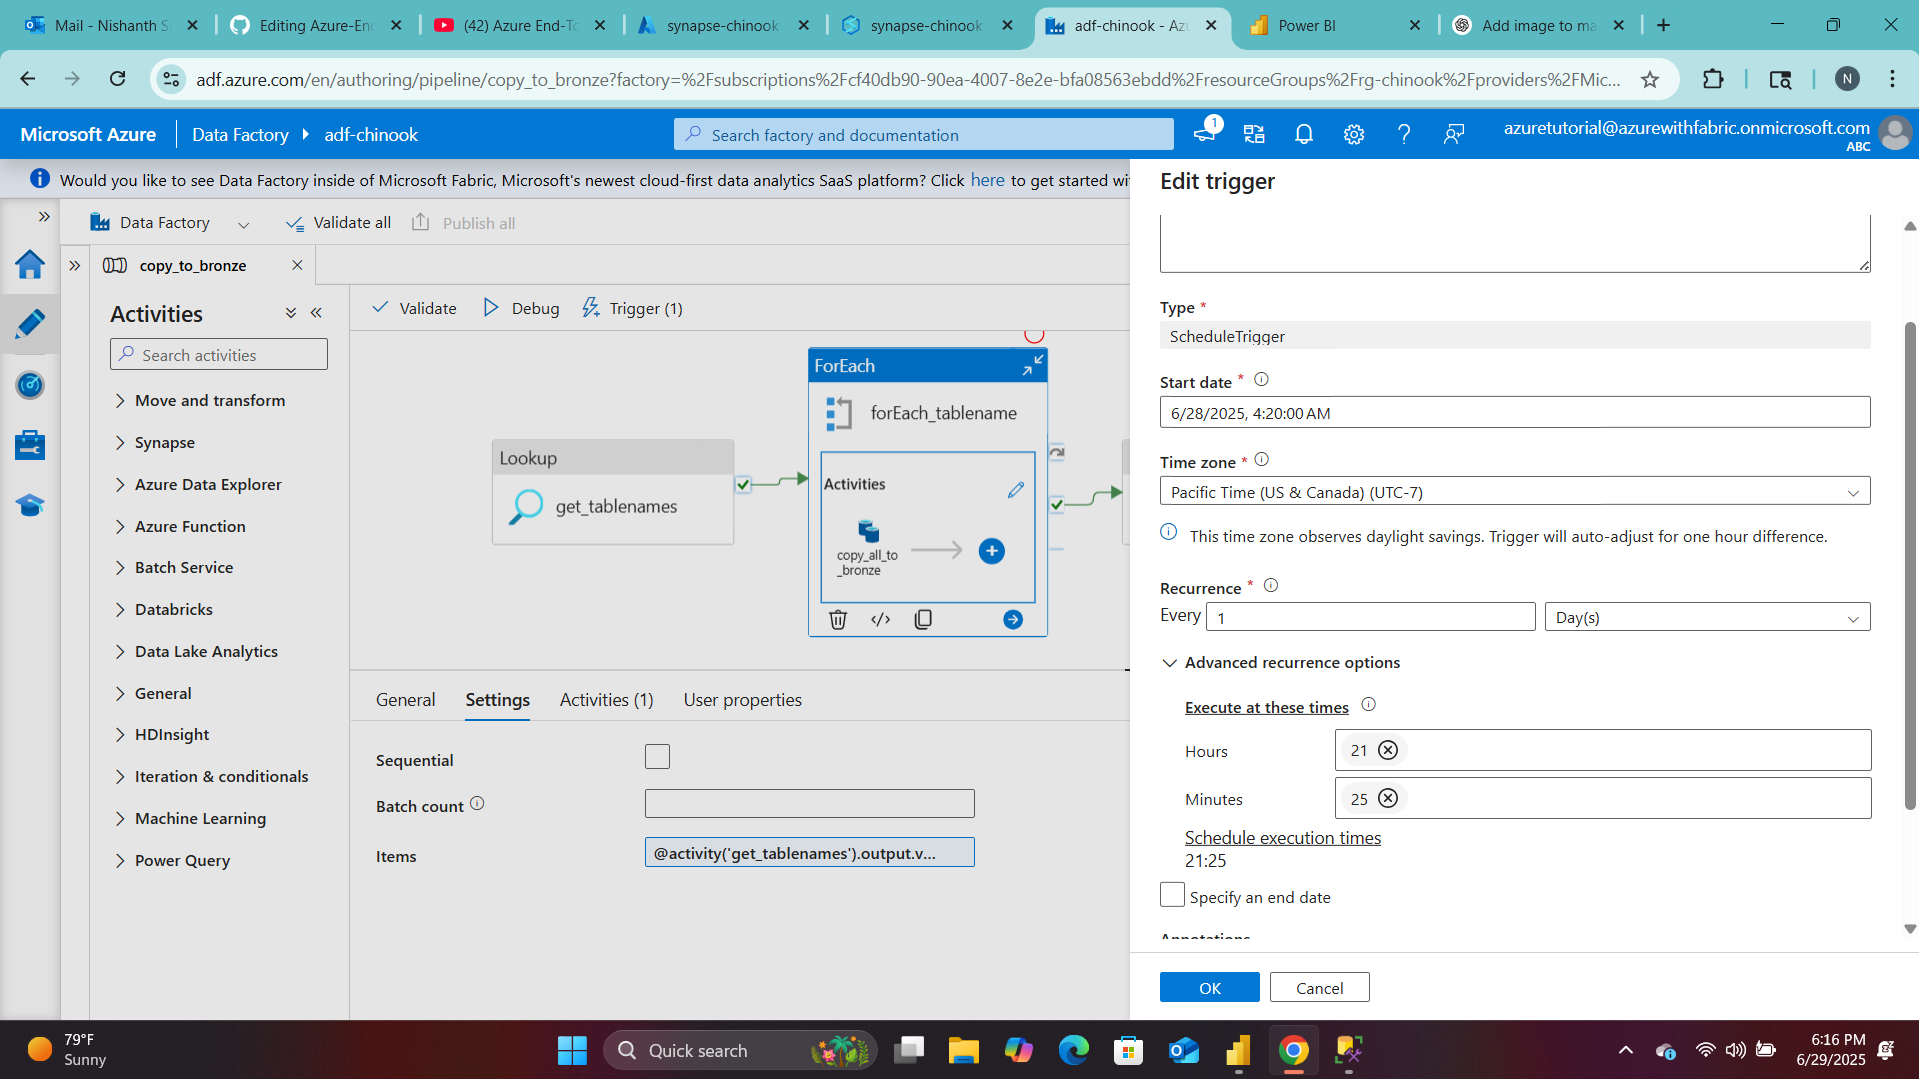 Mail - Nishanth S
Editing Azure-End
(42) Azure End-To
synapse-chinook
synapse-chinook
adf-chinook - Az
Power BI
Add image to ma
adf.azure.com/en/authoring/pipeline/copy_to_bronze?factory=%2Fsubscriptions%2Fcf40db90-90ea-4007-8e2e-bfa08563ebdd%2FresourceGroups%2Frg-chinook%2Fproviders%2FMic...
N
Microsoft Azure
Data Factory
adf-chinook
Search factory and documentation
1
azuretutorial@azurewithfabric.onmicrosoft.com
ABC
Would you like to see Data Factory inside of Microsoft Fabric, Microsoft's newest cloud-first data analytics SaaS platform? Click here to get started wi
Data Factory
Validate all
Publish all
copy_to_bronze
Activities
Search activities
Move and transform
Synapse
Azure Data Explorer
Azure Function
Batch Service
Databricks
Data Lake Analytics
General
HDInsight
Iteration & conditionals
Machine Learning
Power Query
Validate
Debug
Trigger (1)
Lookup
get_tablenames
ForEach
forEach_tablename
Activities
copy_all_to
_bronze
General
Settings
Activities (1)
User properties
Sequential
Batch count
Items
@activity('get_tablenames').output.v...
Edit trigger
Type *
ScheduleTrigger
Start date *
6/28/2025, 4:20:00 AM
Time zone *
Pacific Time (US & Canada) (UTC-7)
This time zone observes daylight savings. Trigger will auto-adjust for one hour difference.
Recurrence *
Every
1
Day(s)
Advanced recurrence options
Execute at these times
Hours
21
Minutes
25
Schedule execution times
21:25
Specify an end date
Annotations
OK
Cancel
79°F
Sunny
Quick search
6:16 PM
6/29/2025